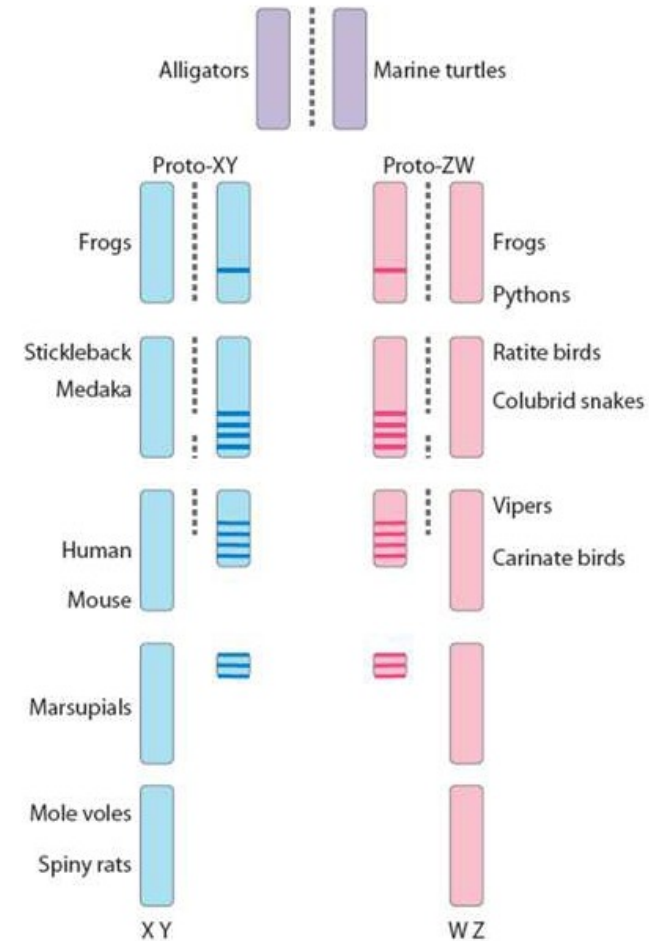 Alligators
Marine turtles
Proto-XY
Proto-ZW
Frogs
Frogs
Pythons
Stickleback
Medaka
Ratite birds
Colubrid snakes
Human
Mouse
Vipers
Carinate birds
Marsupials
Mole voles
Spiny rats
X Y
W Z